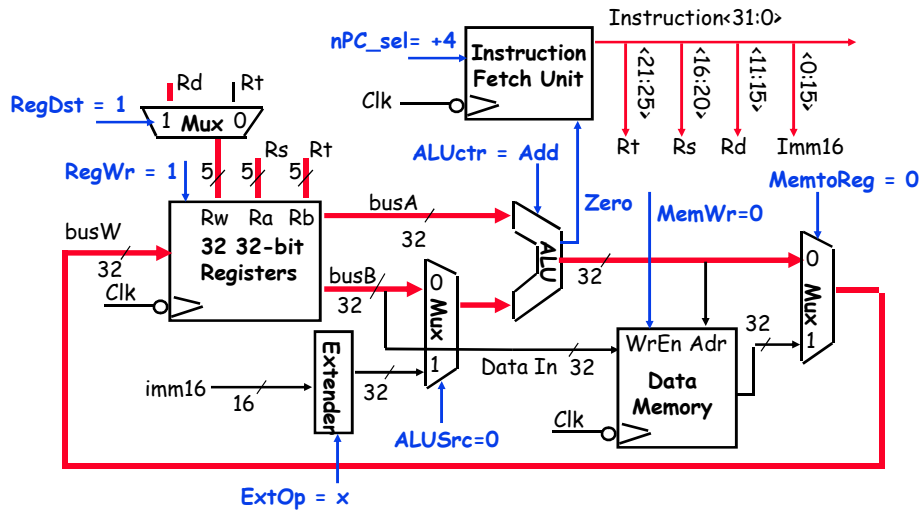 Instruction<31:0>
nPC_sel= +4
Instruction
Fetch Unit
Clk
<21:25>
<16:20>
<11:15>
<0:15>
Rt
Rs
Rd
Imm16
Rd
Rt
RegDst = 1
1 Mux 0
RegWr = 1
5
5
5
Rs
Rt
ALUctr = Add
Zero
MemWr=0
MemtoReg = 0
busW
32
Rw Ra Rb
32 32-bit
Registers
Clk
busA
32
busB
32
0
Mux
1
ALU
32
0
Mux
1
imm16
16
Extender
32
Data In
32
WrEn Adr
Data
Memory
32
Clk
ALUSrc=0
ExtOp = x